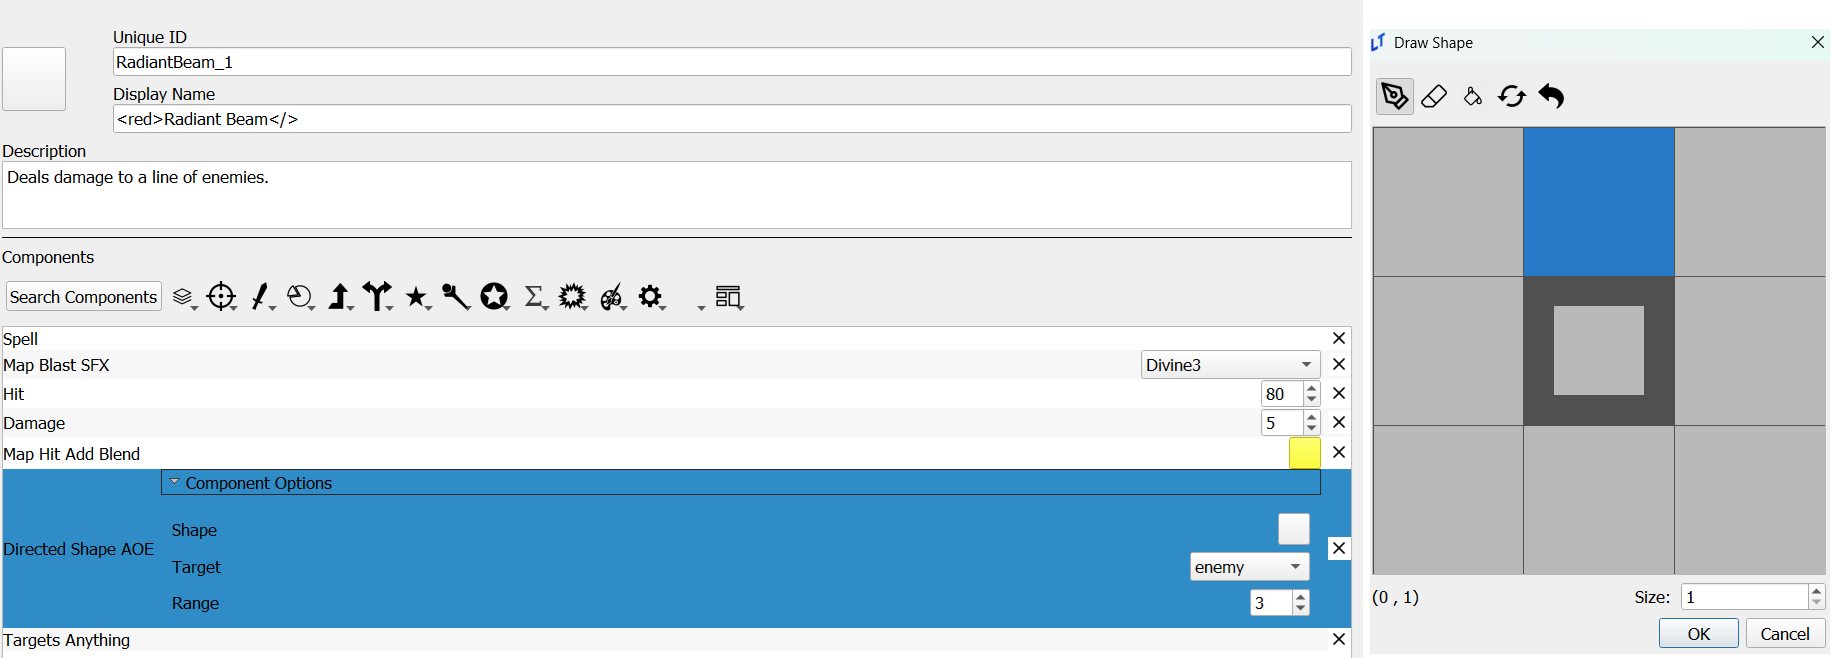 Unique ID
RadiantBeam_1
Display Name
<red>Radiant Beam</>
Description
Deals damage to a line of enemies.
Components
Search Components
Spell
Map Blast SFX
Divine3
Hit
80
Damage
5
Map Hit Add Blend
Directed Shape AOE
Component Options
Shape
Target
enemy
Range
3
Targets Anything
LT Draw Shape
(0 , 1)
Size: 1
OK Cancel